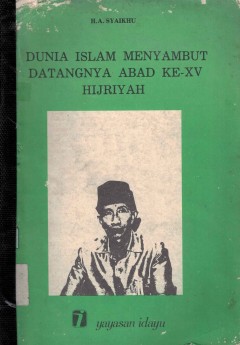 H.A. SYAIKHU
DUNIA ISLAM MENYAMBUT
DATANGNYA ABAD KE-XV
HIJRIYAH
yayasan idayu